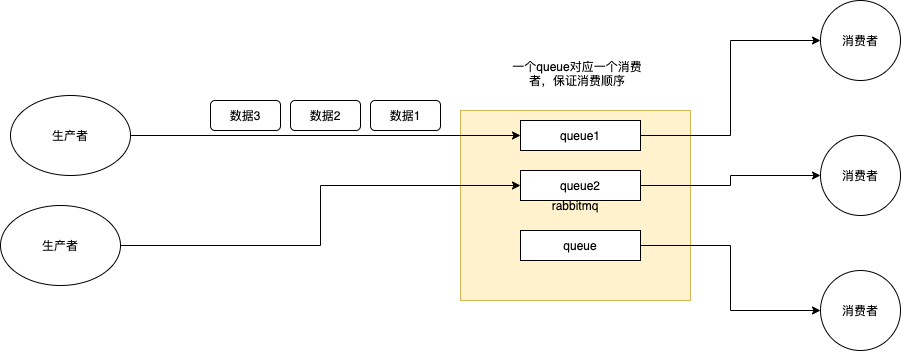 消费者
一个queue对应一个消费
者，保证消费顺序
数据3
数据2
数据1
生产者
queue1
queue2
消费者
rabbitmq
生产者
queue
消费者